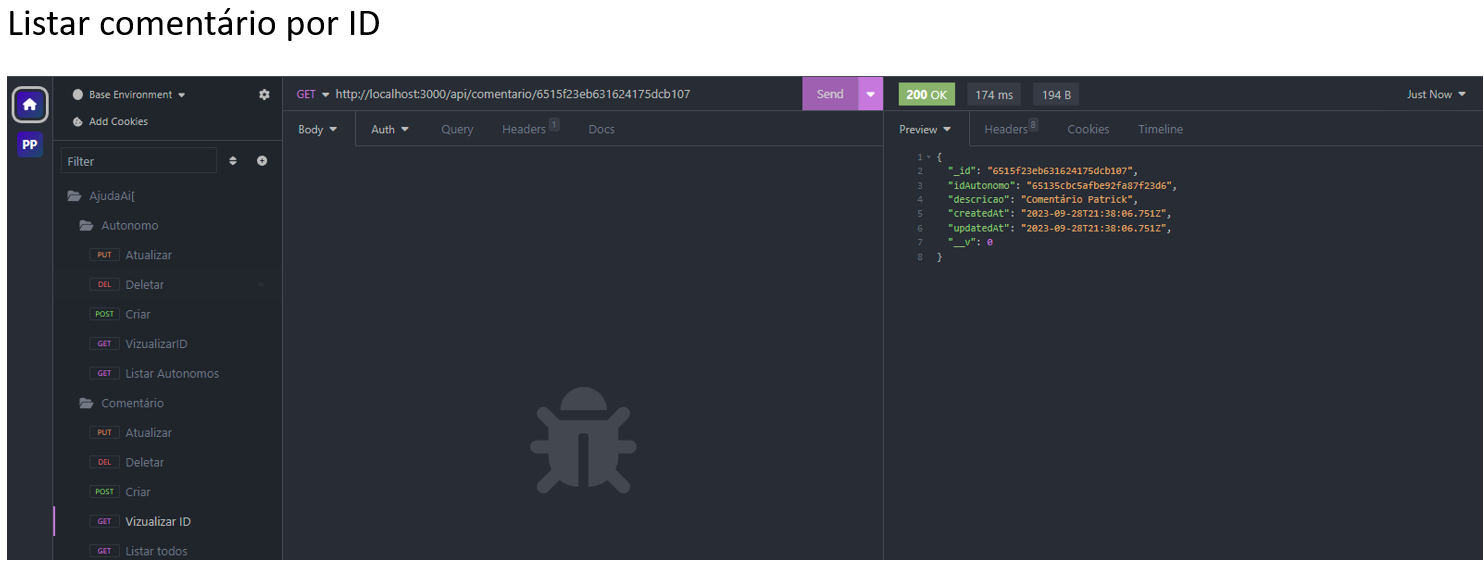 Listar comentário por ID
Base Environment
Add Cookies
PP
Filter
AjudaAi[
Autonomo
PUT Atualizar
DEL Deletar
POST Criar
GET VizualizarID
GET Listar Autonomos
Comentário
PUT Atualizar
DEL Deletar
POST Criar
GET Vizualizar ID
GET Listar todos
GET http://localhost:3000/api/comentario/6515f23eb631624175dcb107 Send
Body Auth Query Headers 1 Docs
200 OK 174 ms 194 B Just Now
Preview Headers 8 Cookies Timeline
1 {
2 "_id": "6515f23eb631624175dcb107",
3 "idAutonomo": "65135cbc5afbe92fa87f23d6",
4 "descricao": "Comentário Patrick",
5 "createdAt": "2023-09-28T21:38:06.751Z",
6 "updatedAt": "2023-09-28T21:38:06.751Z",
7 "__v": 0
8 }